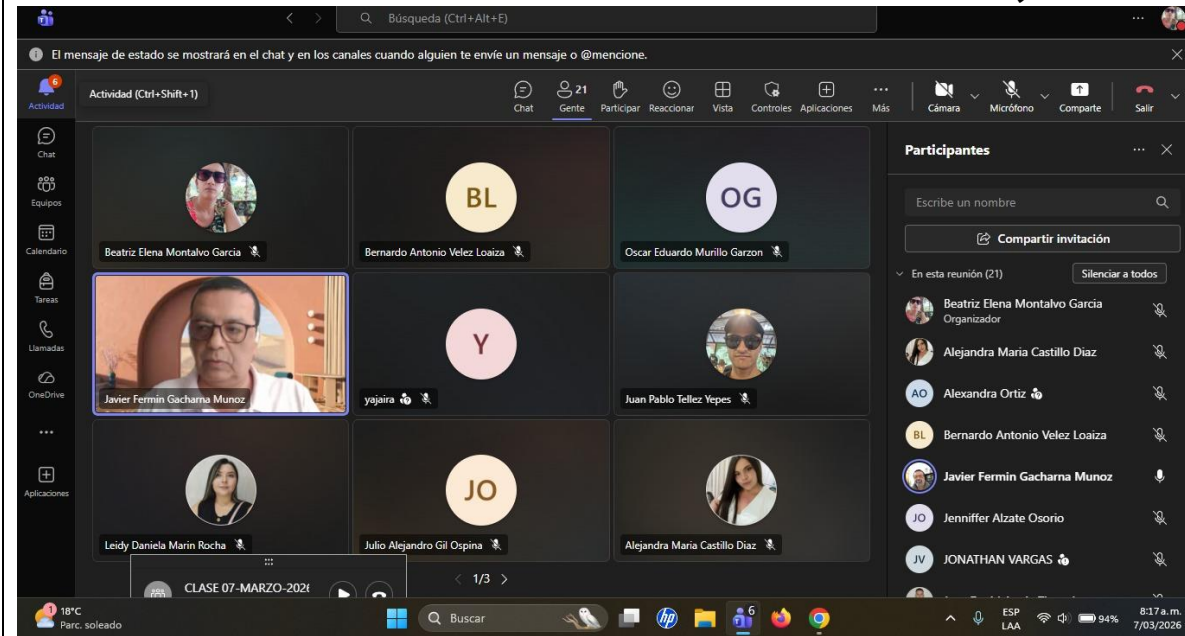 Búsqueda (Ctrl+Alt+E)
El mensaje de estado se mostrará en el chat y en los canales cuando alguien te envíe un mensaje o @mencione.
6
Actividad
Actividad (Ctrl+Shift+1)
Chat
21
Gente
Participar
Reaccionar
Vista
Controles
Aplicaciones
Más
Cámara
Micrófono
Comparte
Salir
Chat
Equipos
Calendario
Tareas
Llamadas
OneDrive
Aplicaciones
Beatriz Elena Montalvo Garcia
BL
Bernardo Antonio Velez Loaiza
OG
Oscar Eduardo Murillo Garzon
Javier Fermin Gacharna Munoz
Y
yajaira
Juan Pablo Tellez Yepes
Leidy Daniela Marin Rocha
JO
Julio Alejandro Gil Ospina
Alejandra Maria Castillo Diaz
1/3
CLASE 07-MARZO-2026
Participantes
Escribe un nombre
Compartir invitación
En esta reunión (21)
Silenciar a todos
Beatriz Elena Montalvo Garcia
Organizador
Alejandra Maria Castillo Diaz
AO
Alexandra Ortiz
BL
Bernardo Antonio Velez Loaiza
Javier Fermin Gacharna Munoz
JO
Jenniffer Alzate Osorio
JV
JONATHAN VARGAS
1
18°C
Parc. soleado
Buscar
hp
6
ESP
LAA
94%
8:17 a. m.
7/03/2026